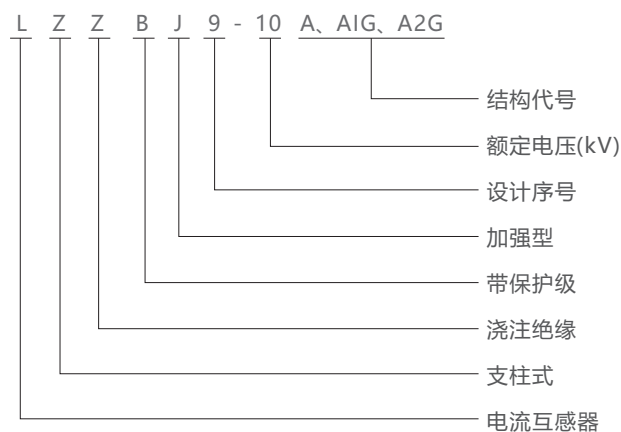 L Z Z B J 9 - 10 A、A1G、A2G
结构代号
额定电压(kV)
设计序号
加强型
带保护级
浇注绝缘
支柱式
电流互感器